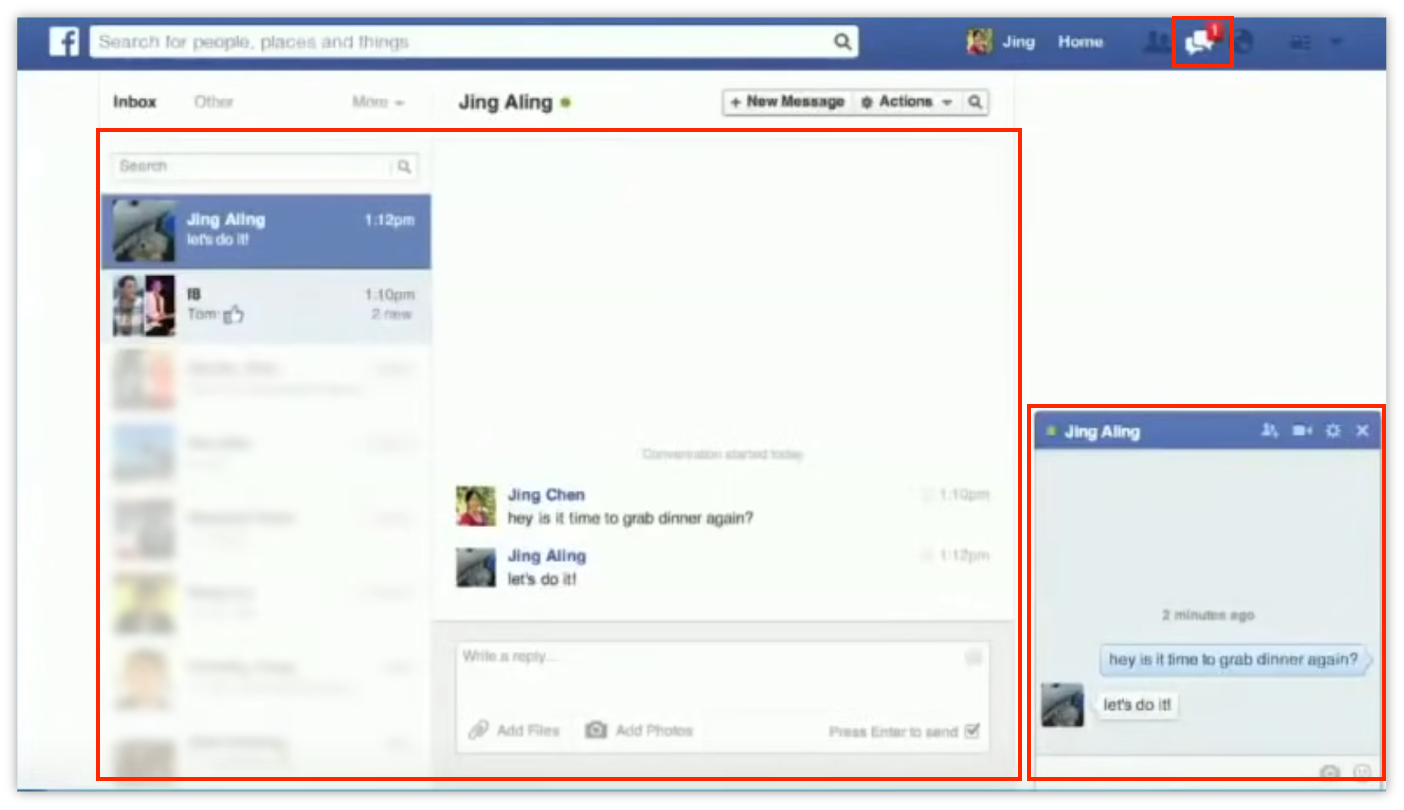 f
Search for people, places and things
Jing
Home
1
Inbox
Other
More
Jing Aling
+ New Message
Actions
Search
Jing Aling
1:12pm
let's do it!
fB
1:10pm
Tom:
2 new
Conversation started today
Jing Chen
1:10pm
hey is it time to grab dinner again?
Jing Aling
1:12pm
let's do it!
Write a reply...
Add Files
Add Photos
Press Enter to send
Jing Aling
2 minutes ago
hey is it time to grab dinner again?
let's do it!